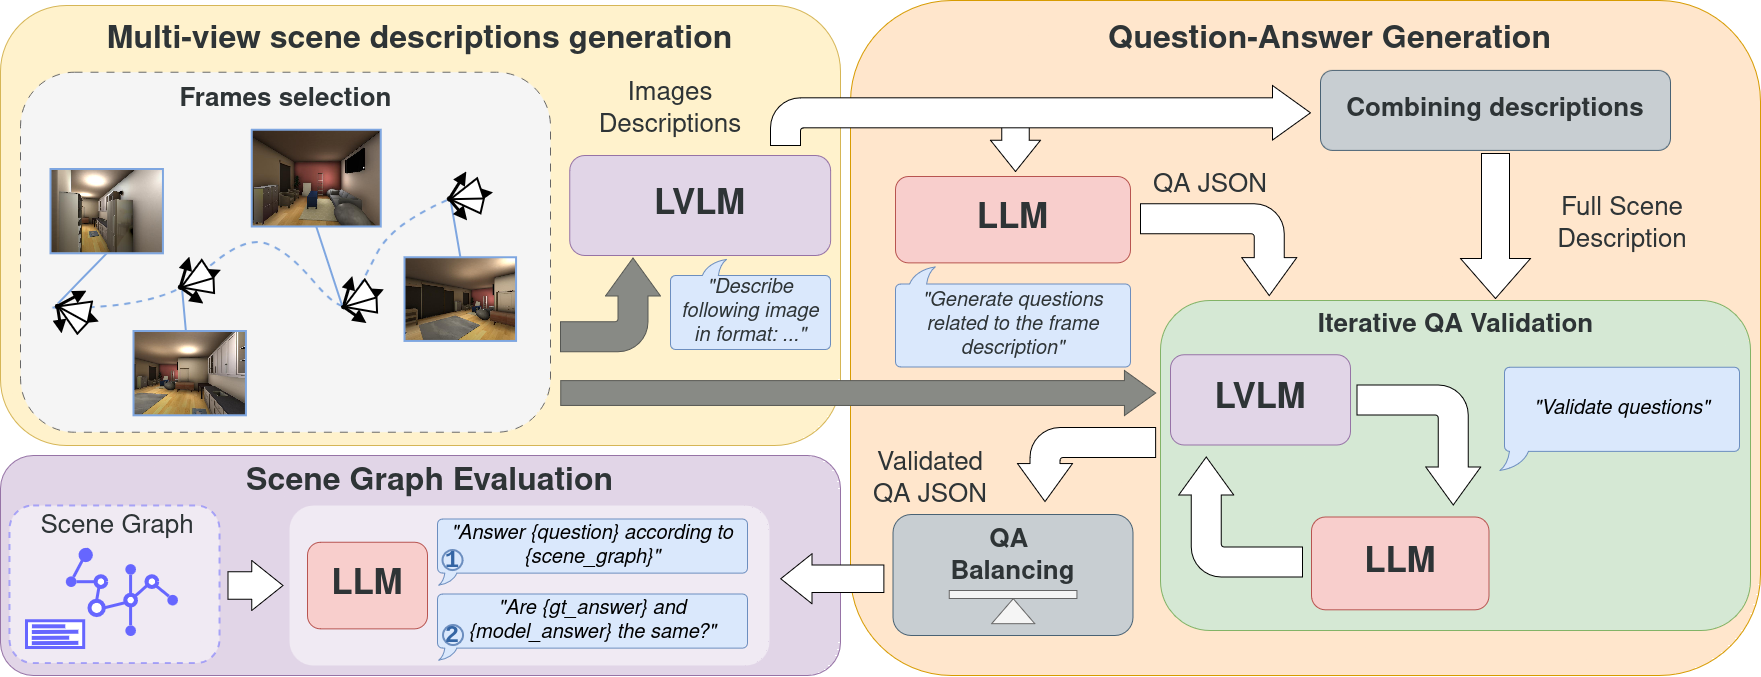 Multi-view scene descriptions generation
Frames selection
Images
Descriptions
LVLM
"Describe
following image
in format: ..."
Question-Answer Generation
Combining descriptions
LLM
QA JSON
"Generate questions
related to the frame
description"
Full Scene
Description
Iterative QA Validation
LVLM
"Validate questions"
LLM
Validated
QA JSON
QA
Balancing
Scene Graph Evaluation
Scene Graph
LLM
"Answer {question} according to
{scene_graph}"
1
"Are {gt_answer} and
{model_answer} the same?"
2